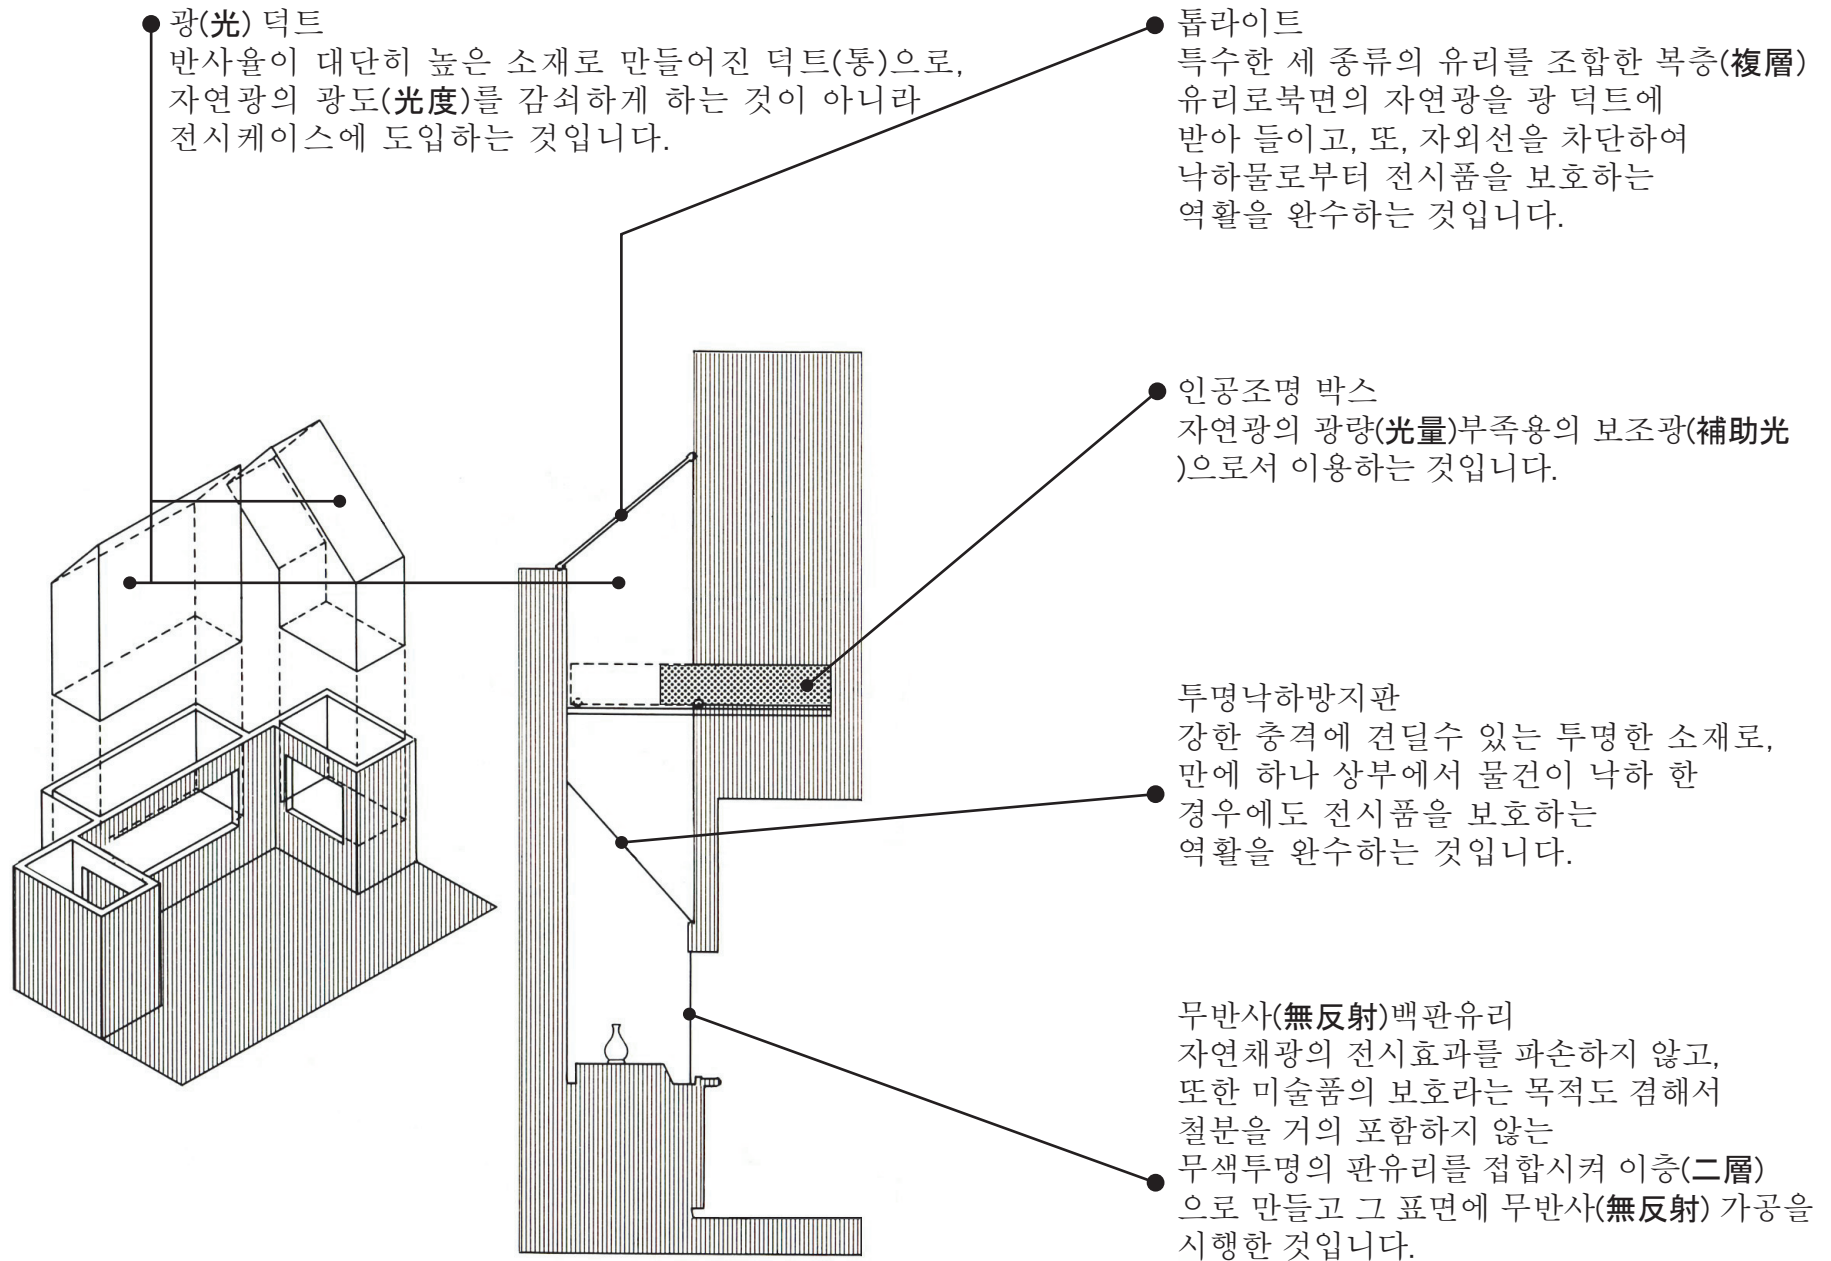 광(光) 덕트
반사율이 대단히 높은 소재로 만들어진 덕트(통)으로,
자연광의 광도(光度)를 감쇠하게 하는 것이 아니라
전시케이스에 도입하는 것입니다.
톱라이트
특수한 세 종류의 유리를 조합한 복층(複層)
유리로북면의 자연광을 광 덕트에
받아 들이고, 또, 자외선을 차단하여
낙하물로부터 전시품을 보호하는
역활을 완수하는 것입니다.
인공조명 박스
자연광의 광량(光量)부족용의 보조광(補助光
)으로서 이용하는 것입니다.
투명낙하방지판
강한 충격에 견딜수 있는 투명한 소재로,
만에 하나 상부에서 물건이 낙하 한
경우에도 전시품을 보호하는
역활을 완수하는 것입니다.
무반사(無反射)백판유리
자연채광의 전시효과를 파손하지 않고,
또한 미술품의 보호라는 목적도 겸해서
철분을 거의 포함하지 않는
무색투명의 판유리를 접합시켜 이층(二層)
으로 만들고 그 표면에 무반사(無反射) 가공을
시행한 것입니다.